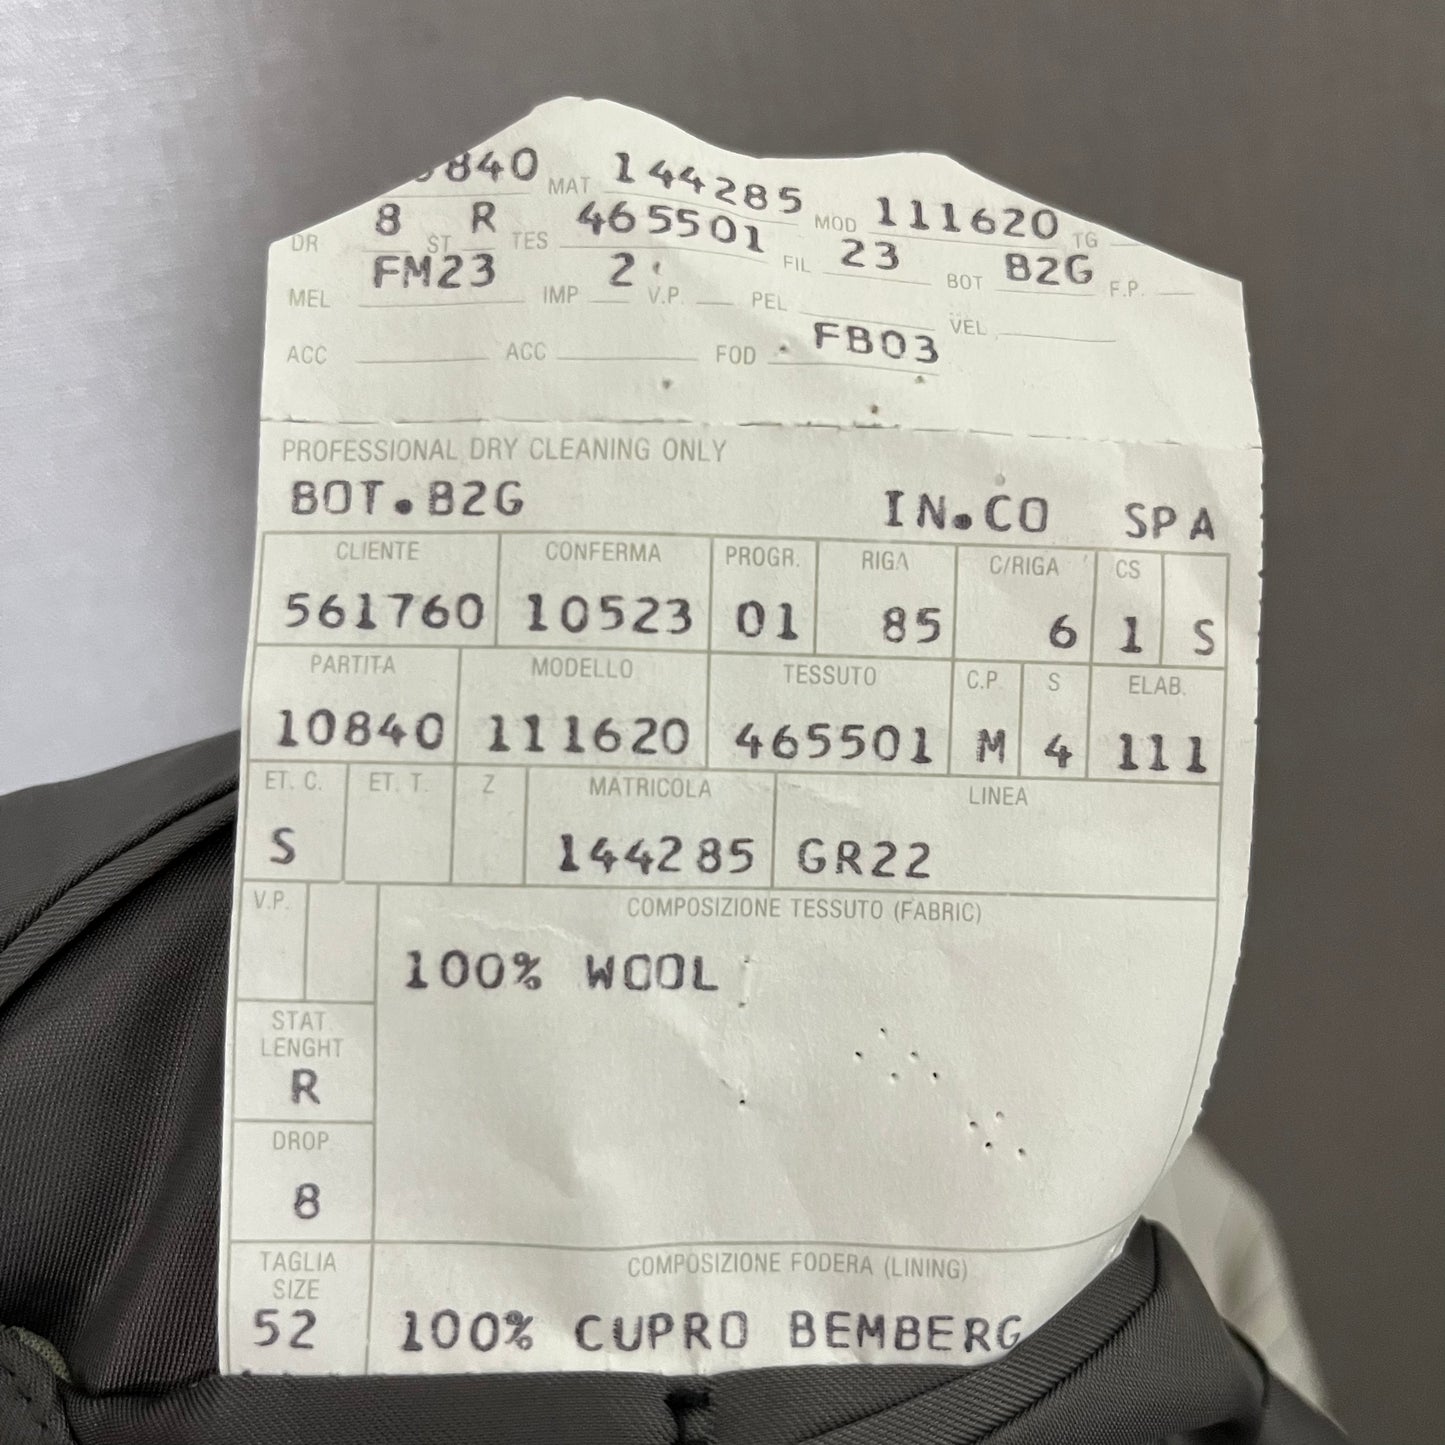 840 MAT 144285 MOD 111620 TG
DR 8 ST R TES 465501 FIL 23 BOT B2G F.P.
MEL FM23 IMP 2 V.P. PEL VEL
ACC ACC FOD FB03
PROFESSIONAL DRY CLEANING ONLY
BOT.B2G IN.CO SPA
CLIENTE CONFERMA PROGR. RIGA C/RIGA CS
561760 10523 01 85 6 1 S
PARTITA MODELLO TESSUTO C.P. S ELAB.
10840 111620 465501 M 4 111
ET. C. ET. T. Z MATRICOLA LINEA
S 144285 GR22
V.P. COMPOSIZIONE TESSUTO (FABRIC)
100% WOOL
STAT
LENGHT
R
DROP
8
TAGLIA COMPOSIZIONE FODERA (LINING)
SIZE
52 100% CUPRO BEMBERG